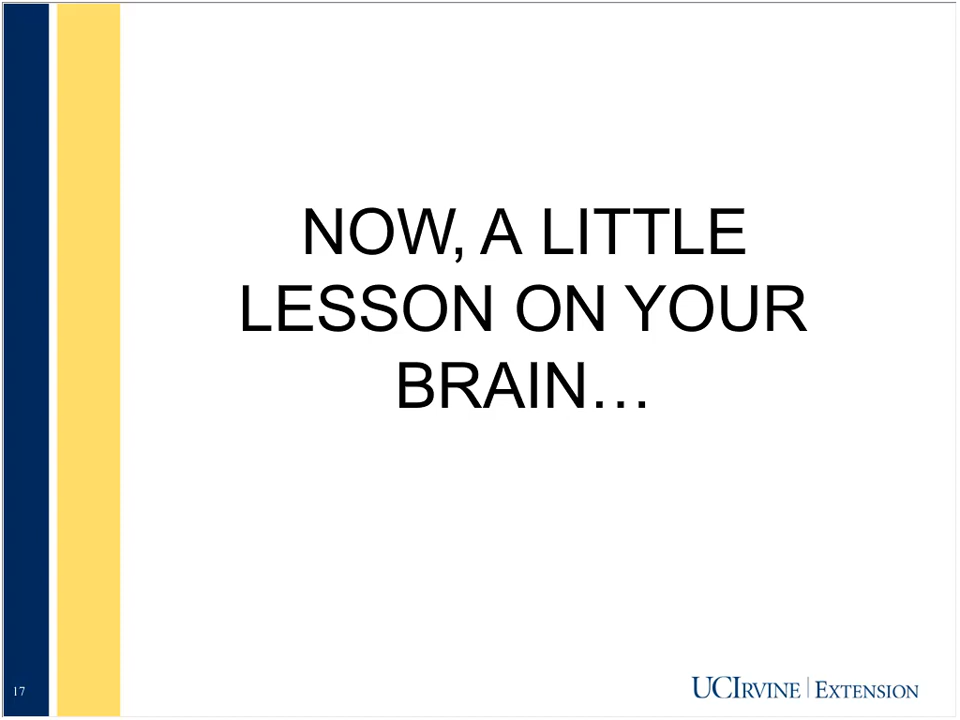 NOW, A LITTLE
LESSON ON YOUR
BRAIN…
17
UCIRVINE | EXTENSION